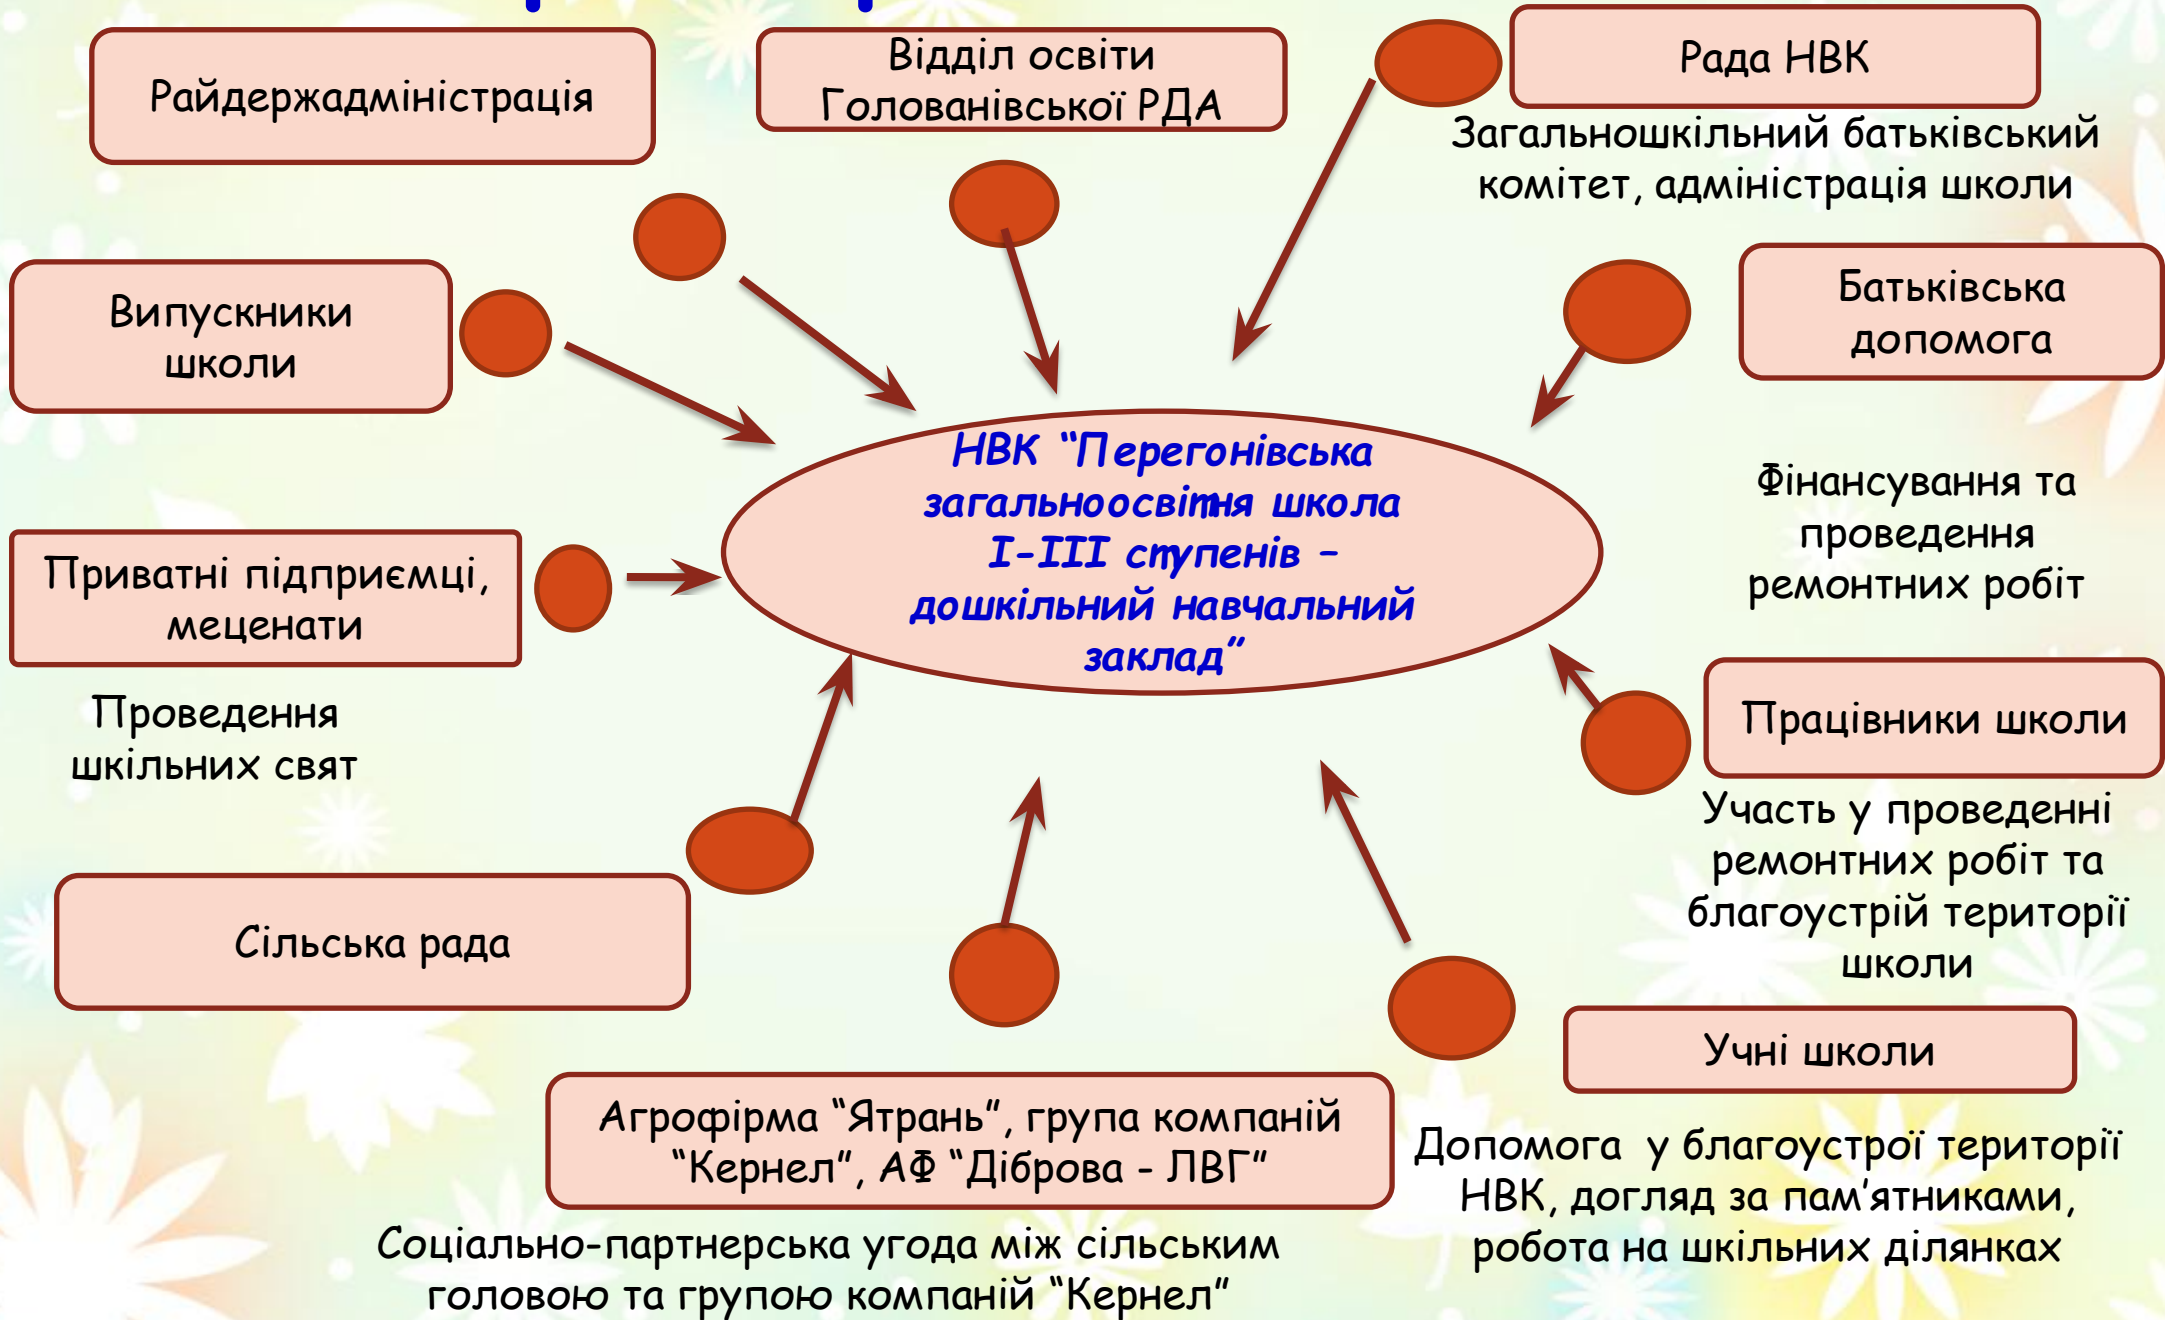 Райдержадміністрація
Відділ освіти
Голованівської РДА
Рада НВК
Загальношкільний батьківський
комітет, адміністрація школи
Випускники
школи
Батьківська
допомога
НВК “Перегонівська
загальноосвітня школа
І-ІІІ ступенів –
дошкільний навчальний
заклад”
Фінансування та
проведення
ремонтних робіт
Приватні підприємці,
меценати
Проведення
шкільних свят
Працівники школи
Участь у проведенні
ремонтних робіт та
благоустрій території
школи
Сільська рада
Учні школи
Агрофірма “Ятрань”, група компаній
“Кернел”, АФ “Діброва - ЛВГ”
Допомога у благоустрої території
НВК, догляд за пам’ятниками,
робота на шкільних ділянках
Соціально-партнерська угода між сільським
головою та групою компаній “Кернел”